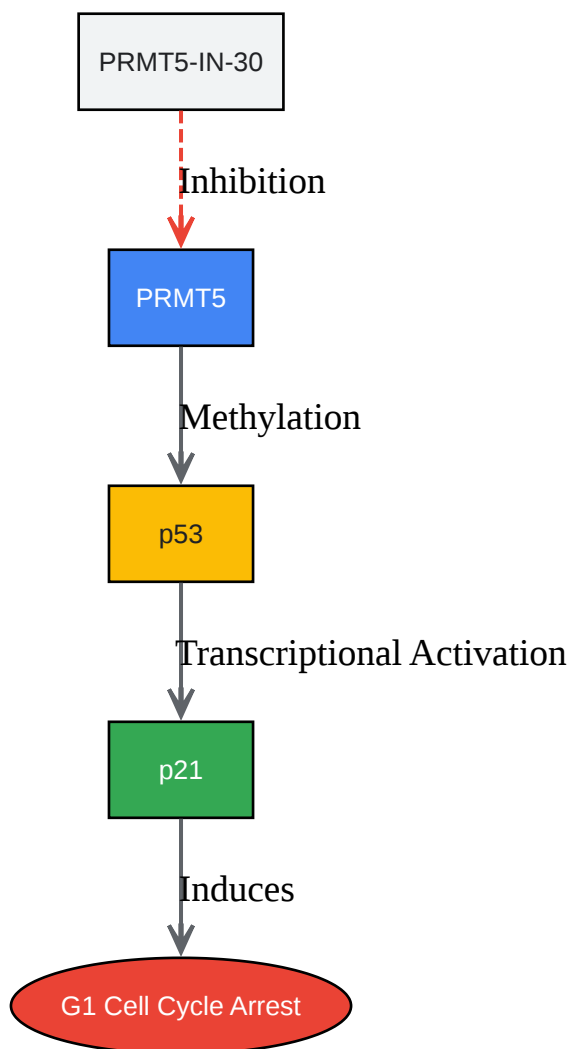 PRMT5-IN-30
Inhibition
PRMT5
Methylation
p53
Transcriptional Activation
p21
Induces
G1 Cell Cycle Arrest